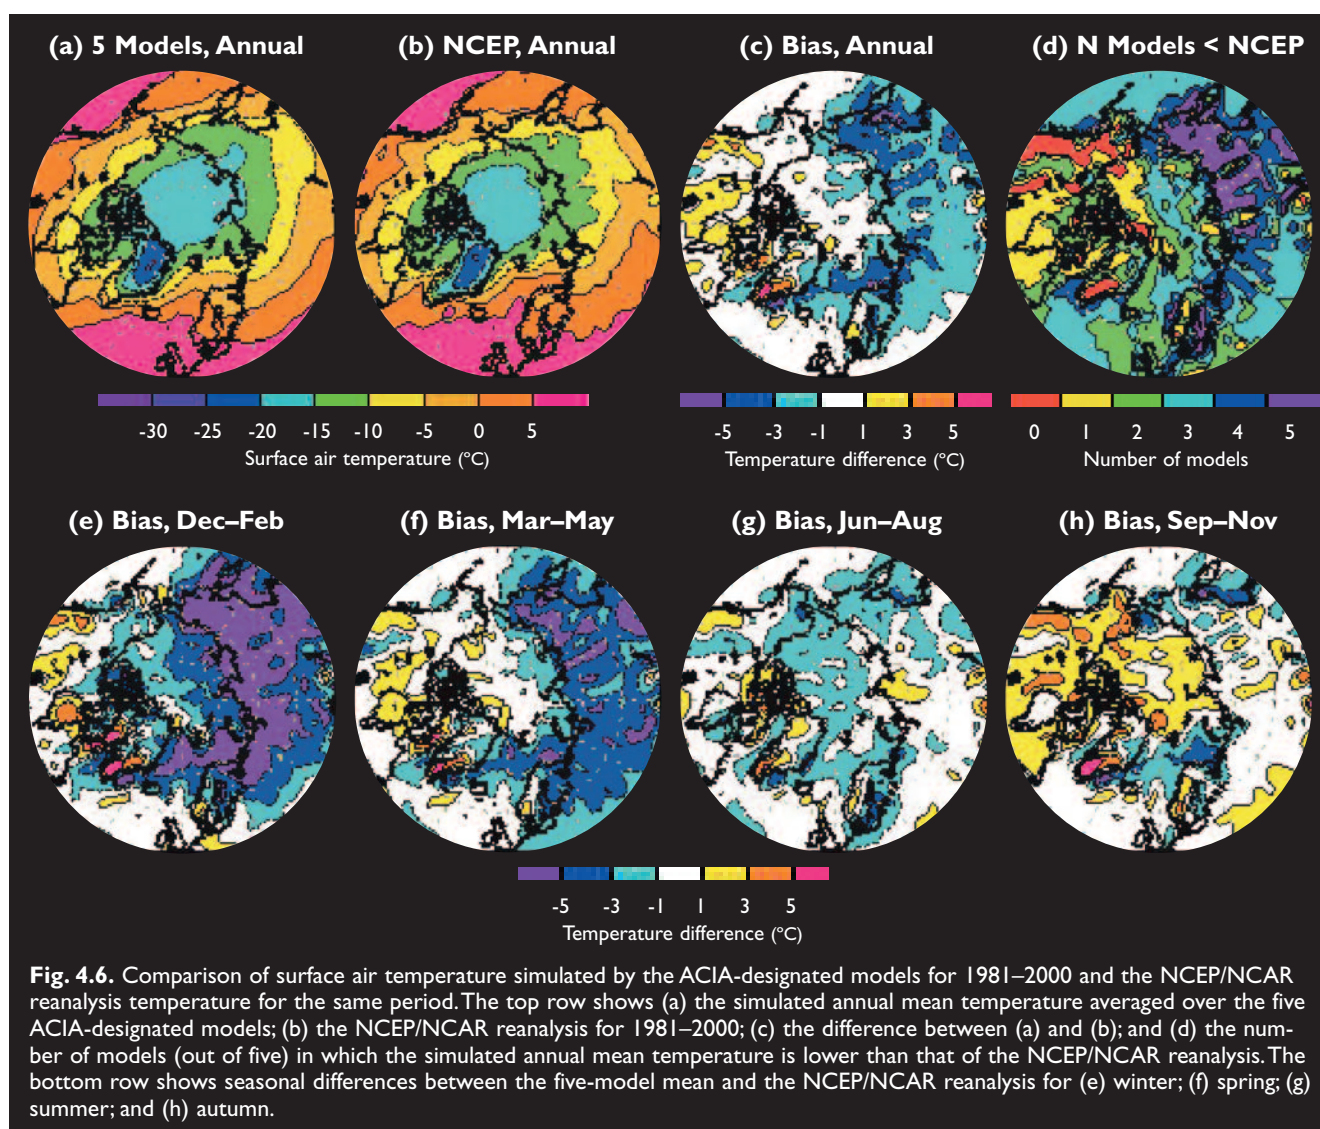 (a) 5 Models, Annual
(b) NCEP, Annual
(c) Bias, Annual
(d) N Models < NCEP
-30 -25 -20 -15 -10 -5 0 5
Surface air temperature (ºC)
-5 -3 -1 1 3 5
Temperature difference (ºC)
0 1 2 3 4 5
Number of models
(e) Bias, Dec–Feb
(f) Bias, Mar–May
(g) Bias, Jun–Aug
(h) Bias, Sep–Nov
-5 -3 -1 1 3 5
Temperature difference (ºC)
Fig. 4.6. Comparison of surface air temperature simulated by the ACIA-designated models for 1981–2000 and the NCEP/NCAR
reanalysis temperature for the same period. The top row shows (a) the simulated annual mean temperature averaged over the five
ACIA-designated models; (b) the NCEP/NCAR reanalysis for 1981–2000; (c) the difference between (a) and (b); and (d) the num-
ber of models (out of five) in which the simulated annual mean temperature is lower than that of the NCEP/NCAR reanalysis. The
bottom row shows seasonal differences between the five-model mean and the NCEP/NCAR reanalysis for (e) winter; (f) spring; (g)
summer; and (h) autumn.